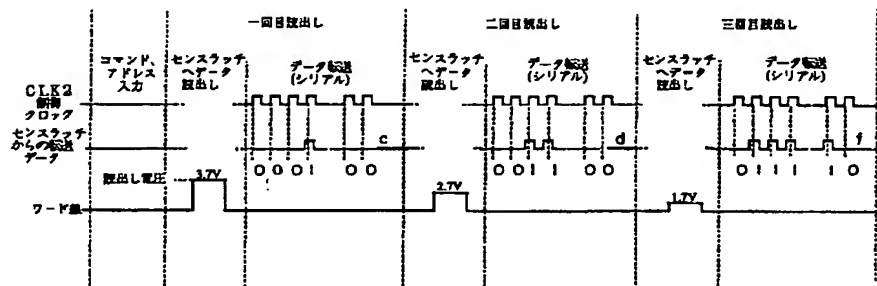 一回目読出し
二回目読出し
三回目読出し
コマンド、
アドレス
入力
センスラッチ
へデータ
読出し
データ転送
(シリアル)
センスラッチ
へデータ
読出し
データ転送
(シリアル)
センスラッチ
へデータ
読出し
データ転送
(シリアル)
CLK2
制御
クロック
センスラッチ
からの転送
データ
c
d
f
0 0 0 1 0 0
0 0 1 1 0 0
0 1 1 1 1 0
読出し電圧
3.7V
2.7V
1.7V
ワード線